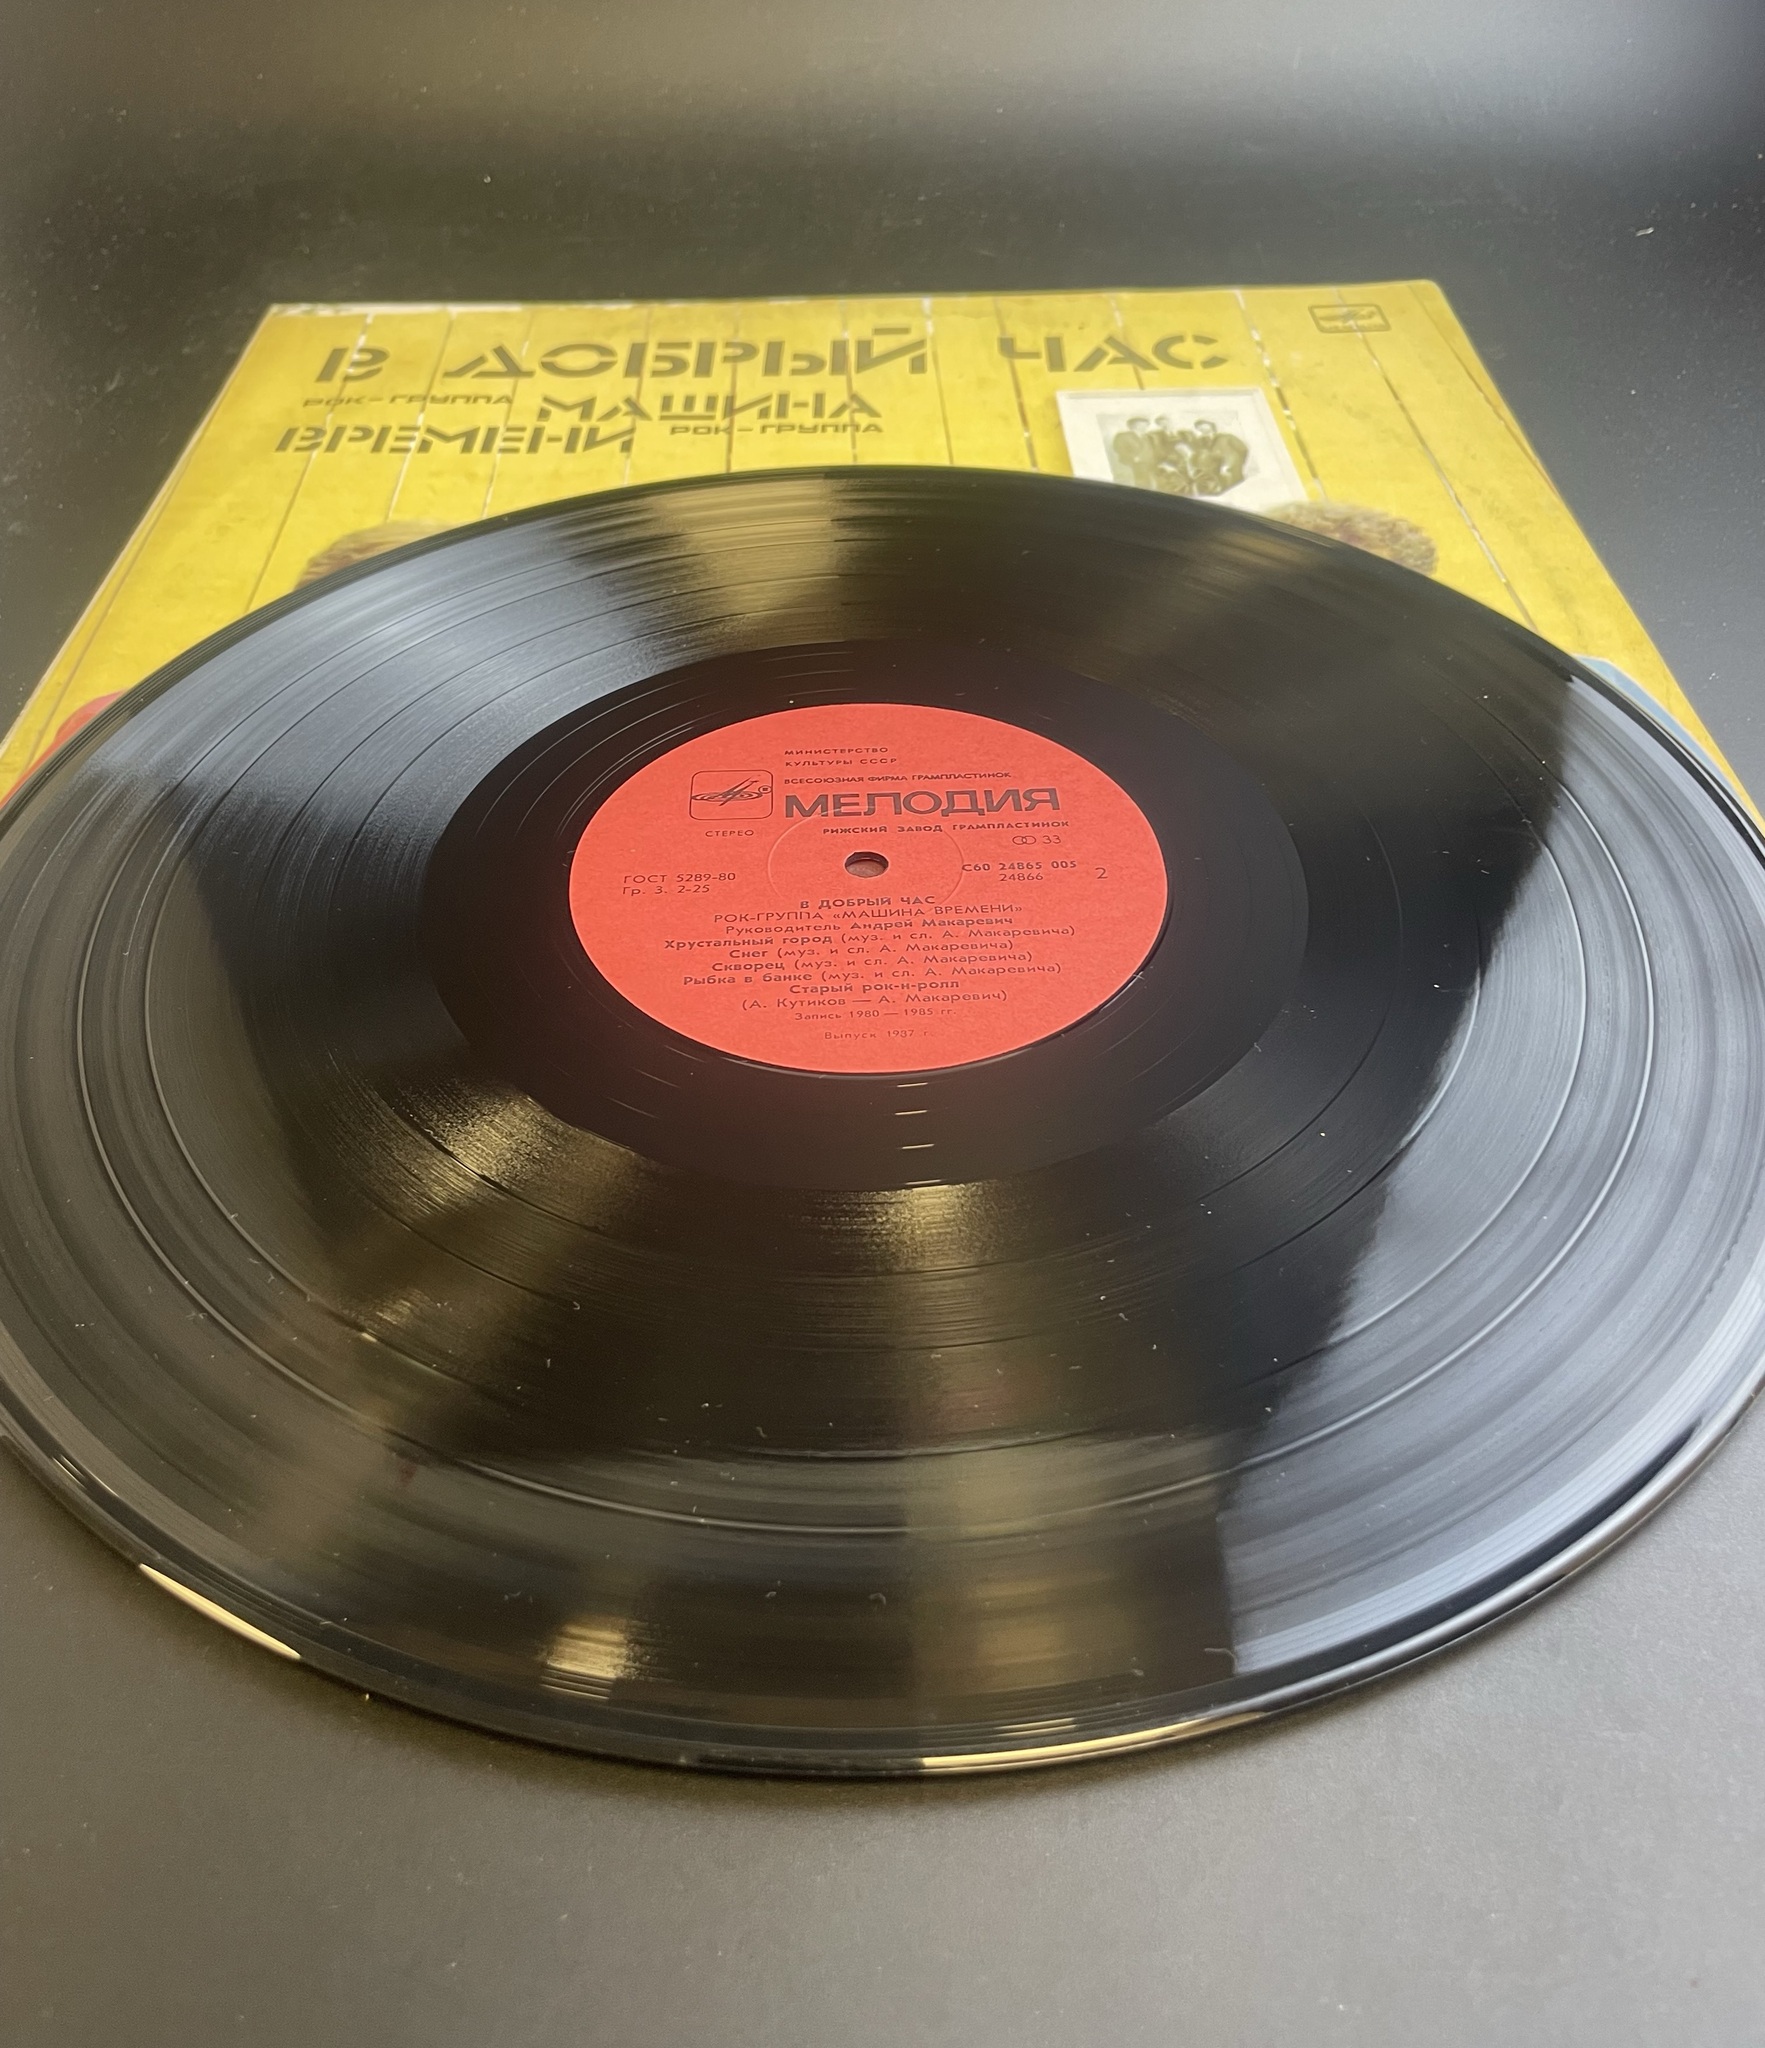 В ДОБРЫЙ ЧАС
РОК-ГРУППА МАШИНА
ВРЕМЕНИ РОК-ГРУППА
МИНИСТЕРСТВО
КУЛЬТУРЫ СССР
ВСЕСОЮЗНАЯ ФИРМА ГРАМПЛАСТИНОК
МЕЛОДИЯ
СТЕРЕО
РИЖСКИЙ ЗАВОД ГРАМПЛАСТИНОК
33
ГОСТ 5289-80
Гр. 3. 2-25
С60 24865 005
24866
2
В ДОБРЫЙ ЧАС
РОК-ГРУППА «МАШИНА ВРЕМЕНИ»
Руководитель Андрей Макаревич
Хрустальный город (муз. и сл. А. Макаревича)
Снег (муз. и сл. А. Макаревича)
Скворец (муз. и сл. А. Макаревича)
Рыбка в банке (муз. и сл. А. Макаревича)
Старый рок-н-ролл
(А. Кутиков — А. Макаревич)
Запись 1980 — 1985 гг.
Выпуск 1937 г.